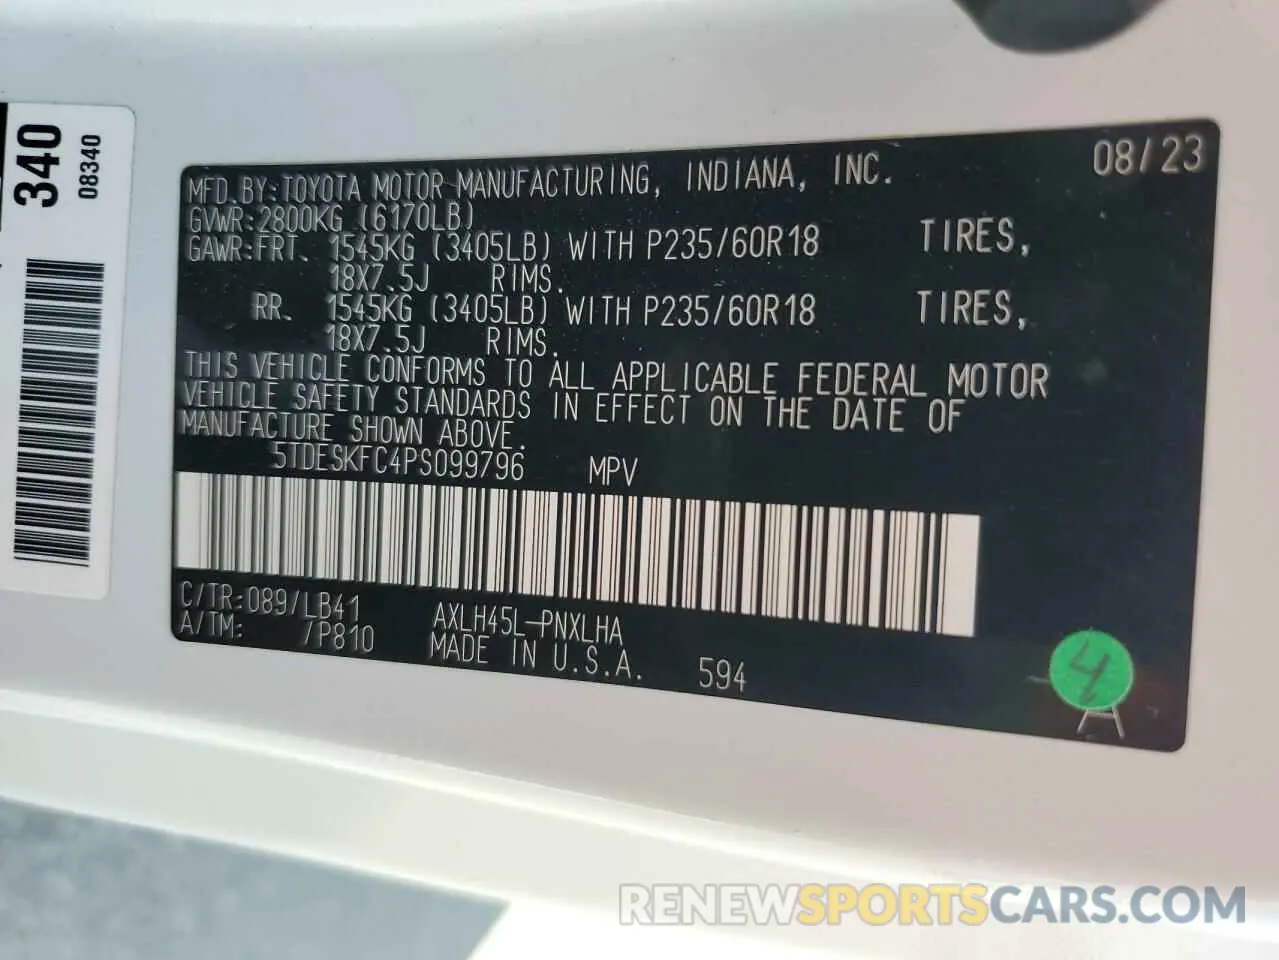 340
08340
08/23
MFD.BY:TOYOTA MOTOR MANUFACTURING, INDIANA, INC.
GVWR:2800KG (6170LB)
GAWR:FRT. 1545KG (3405LB) WITH P235/60R18 TIRES,
18X7.5J RIMS.
RR. 1545KG (3405LB) WITH P235/60R18 TIRES,
18X7.5J RIMS.
THIS VEHICLE CONFORMS TO ALL APPLICABLE FEDERAL MOTOR
VEHICLE SAFETY STANDARDS IN EFFECT ON THE DATE OF
MANUFACTURE SHOWN ABOVE.
5TDESKFC4PS099796 MPV
C/TR:089/LB41 AXLH45L-PNXLHA
A/TM: /P810 MADE IN U.S.A. 594
4
RENEWSPORTSCARS.COM